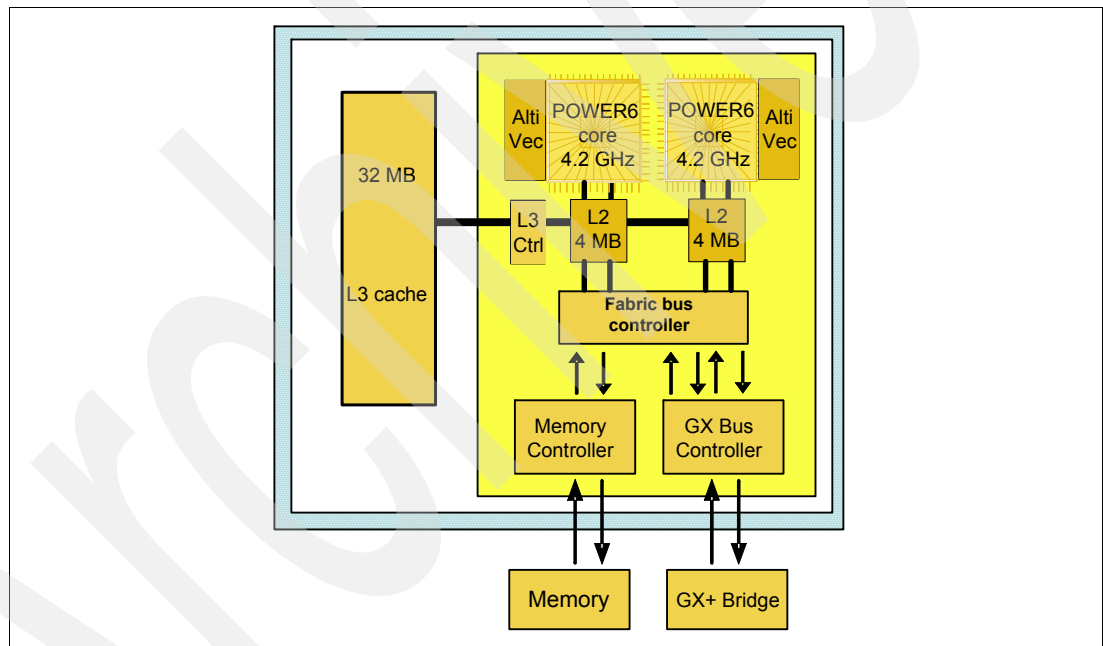 Alti
Vec
POWER6
core
4.2 GHz
POWER6
core
4.2 GHz
Alti
Vec
32 MB
L3 cache
L3
Ctrl
L2
4 MB
L2
4 MB
Fabric bus
controller
Memory
Controller
GX Bus
Controller
Memory
GX+ Bridge